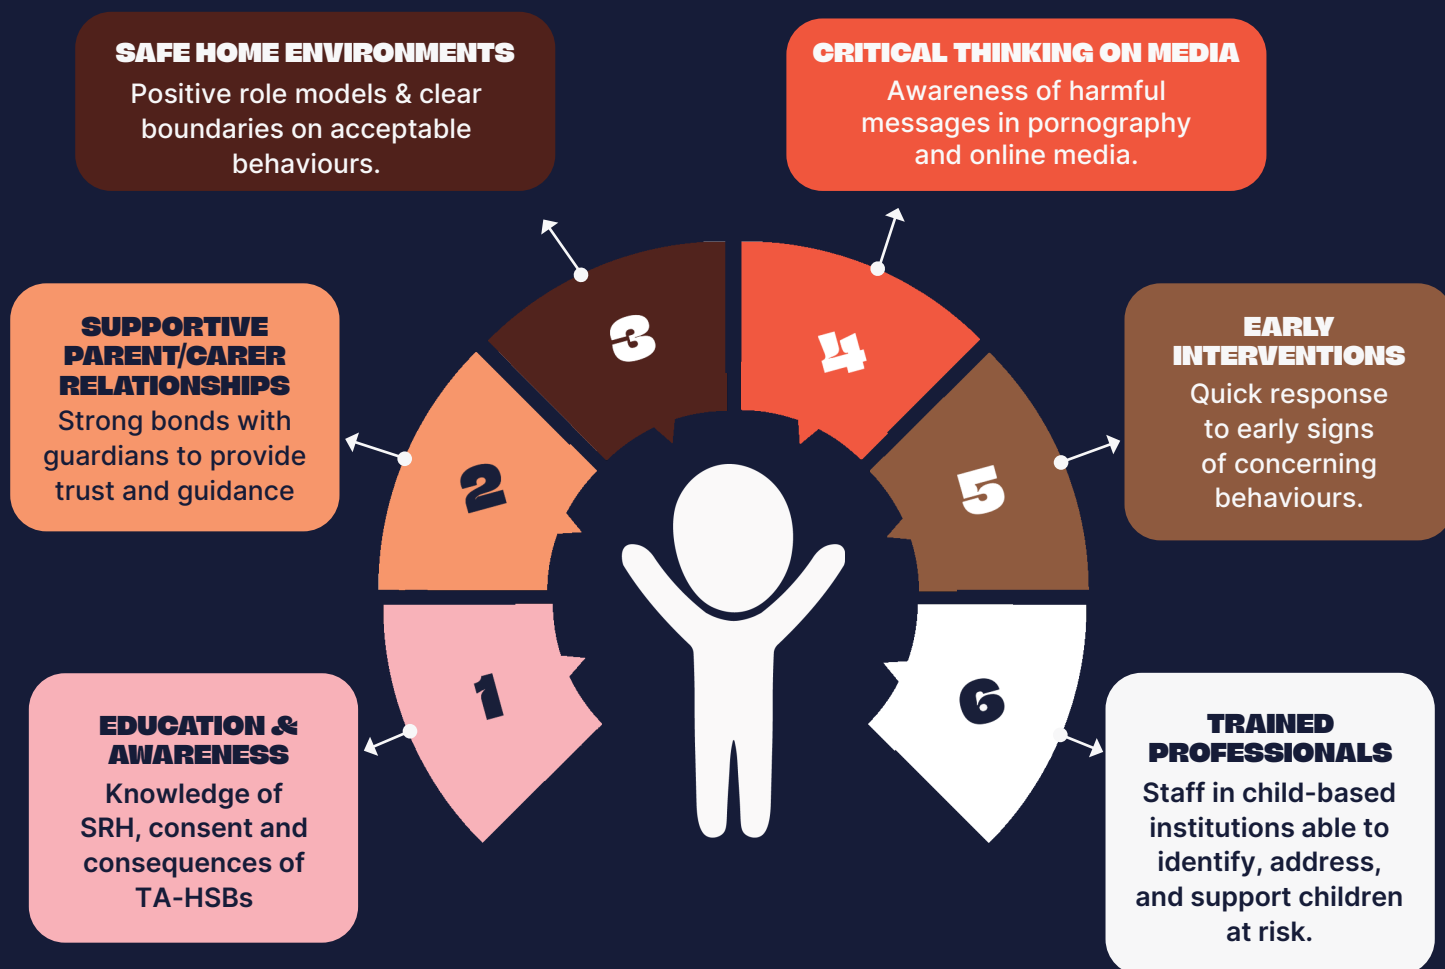 SAFE HOME ENVIRONMENTS
Positive role models & clear
boundaries on acceptable
behaviours.
CRITICAL THINKING ON MEDIA
Awareness of harmful
messages in pornography
and online media.
SUPPORTIVE
PARENT/CARER
RELATIONSHIPS
Strong bonds with
guardians to provide
trust and guidance
EARLY
INTERVENTIONS
Quick response
to early signs
of concerning
behaviours.
3
4
2
5
1
6
EDUCATION &
AWARENESS
Knowledge of
SRH, consent and
consequences of
TA-HSBs
TRAINED
PROFESSIONALS
Staff in child-based
institutions able to
identify, address,
and support children
at risk.